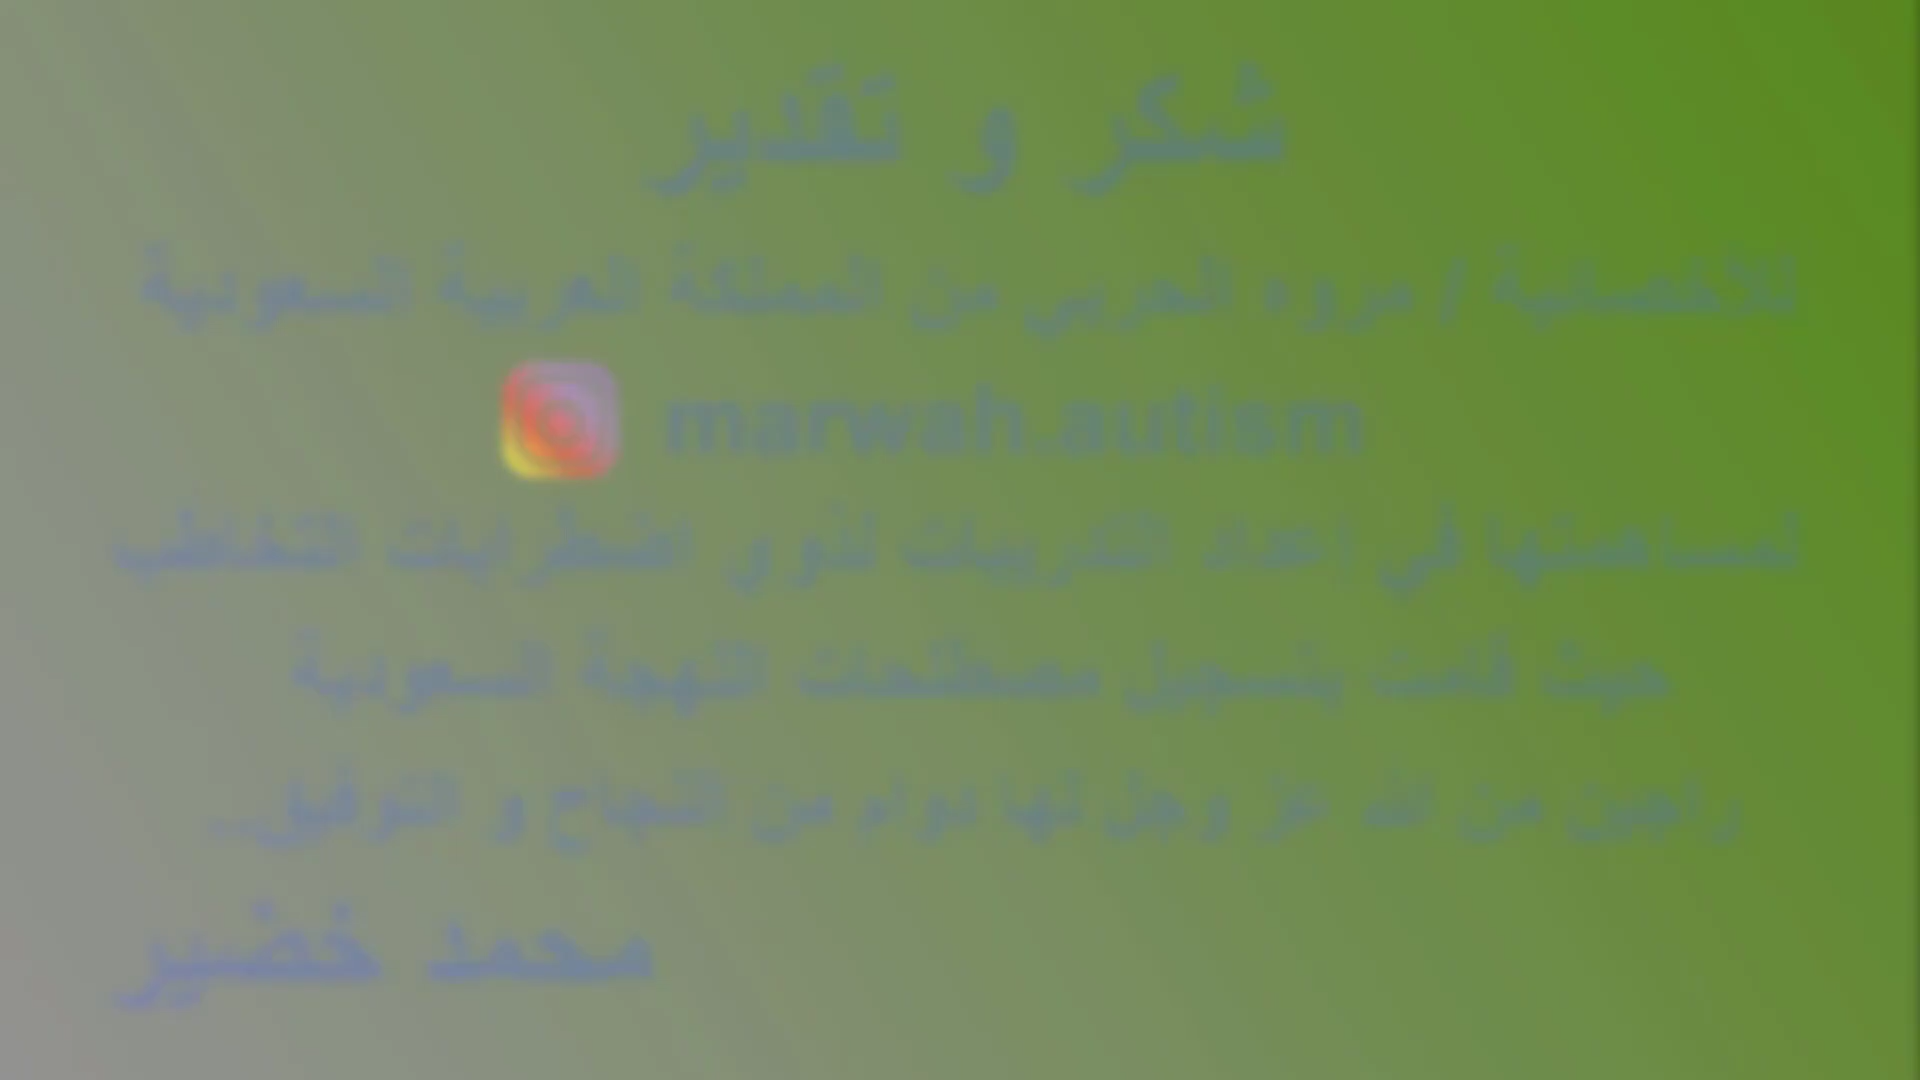 شكر و تقدير
للأخصائية / مروه الحربي من المملكة العربية السعودية
marwah.autism
لمساهمتها في إعداد التدريبات لذوي اضطرابات التخاطب
حيث قامت بتسجيل مصطلحات اللهجة السعودية
راجين من الله عز وجل لها دوام من النجاح و التوفيق..
محمد خضير